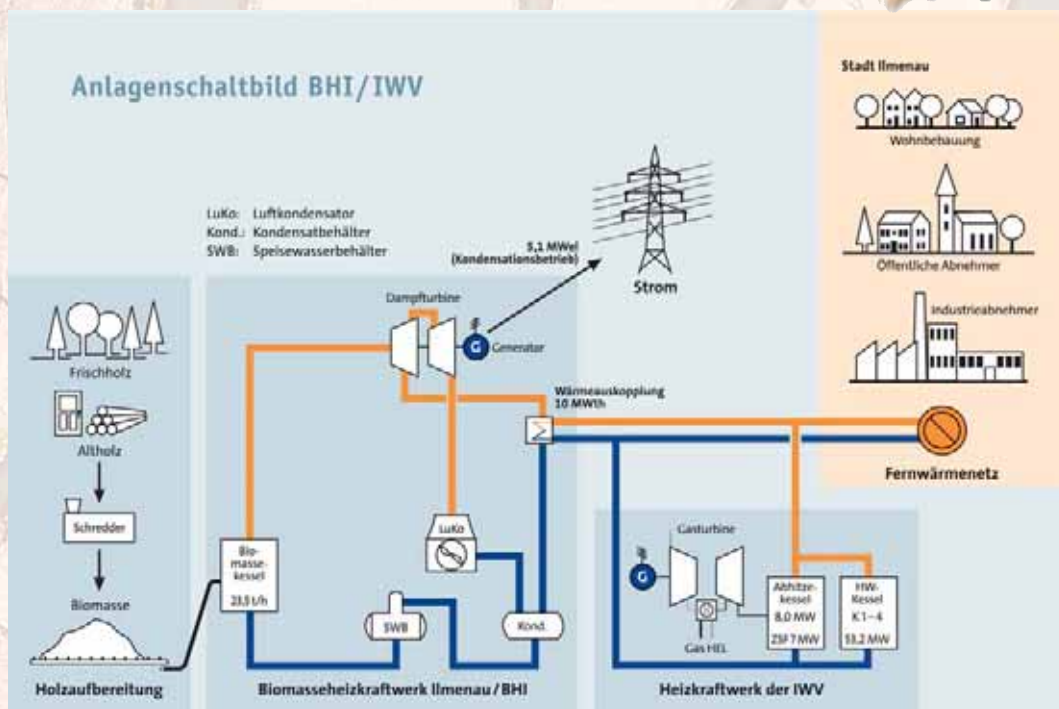 Anlagenschaltbild BHI/IWV
Stadt Ilmenau
Wohnbebauung
Öffentliche Abnehmer
Industrieabnehmer
Fernwärmenetz
LuKo: Luftkondensator
Kond.: Kondensatbehälter
SWB: Speisewasserbehälter
5,1 MWel
(Kondensationsbetrieb)
Strom
Frischholz
Altholz
Schredder
Biomasse
Holzaufbereitung
Dampfturbine
G
Generator
Wärmeauskopplung
10 MWth
Bio-
masse-
kessel
23,5 t/h
LuKo
SWB
Kond.
Biomasseheizkraftwerk Ilmenau/BHI
Gasturbine
G
Gas HEL
Abhitze-
kessel
8,0 MW
ZSF 7 MW
HW-
Kessel
K 1–4
53,2 MW
Heizkraftwerk der IWV